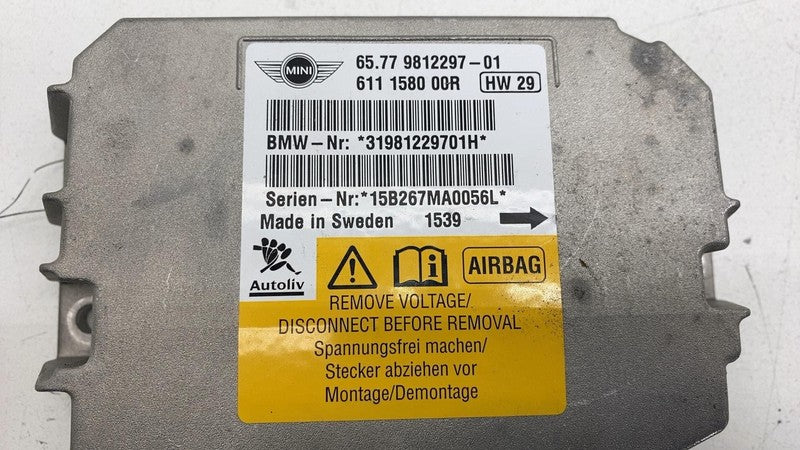 MINI
65.77 9812297-01
611 1580 00R HW 29
BMW-Nr: *31981229701H*
Serien-Nr:*15B267MA0056L*
Made in Sweden 1539
Autoliv
AIRBAG
REMOVE VOLTAGE/
DISCONNECT BEFORE REMOVAL
Spannungsfrei machen/
Stecker abziehen vor
Montage/Demontage